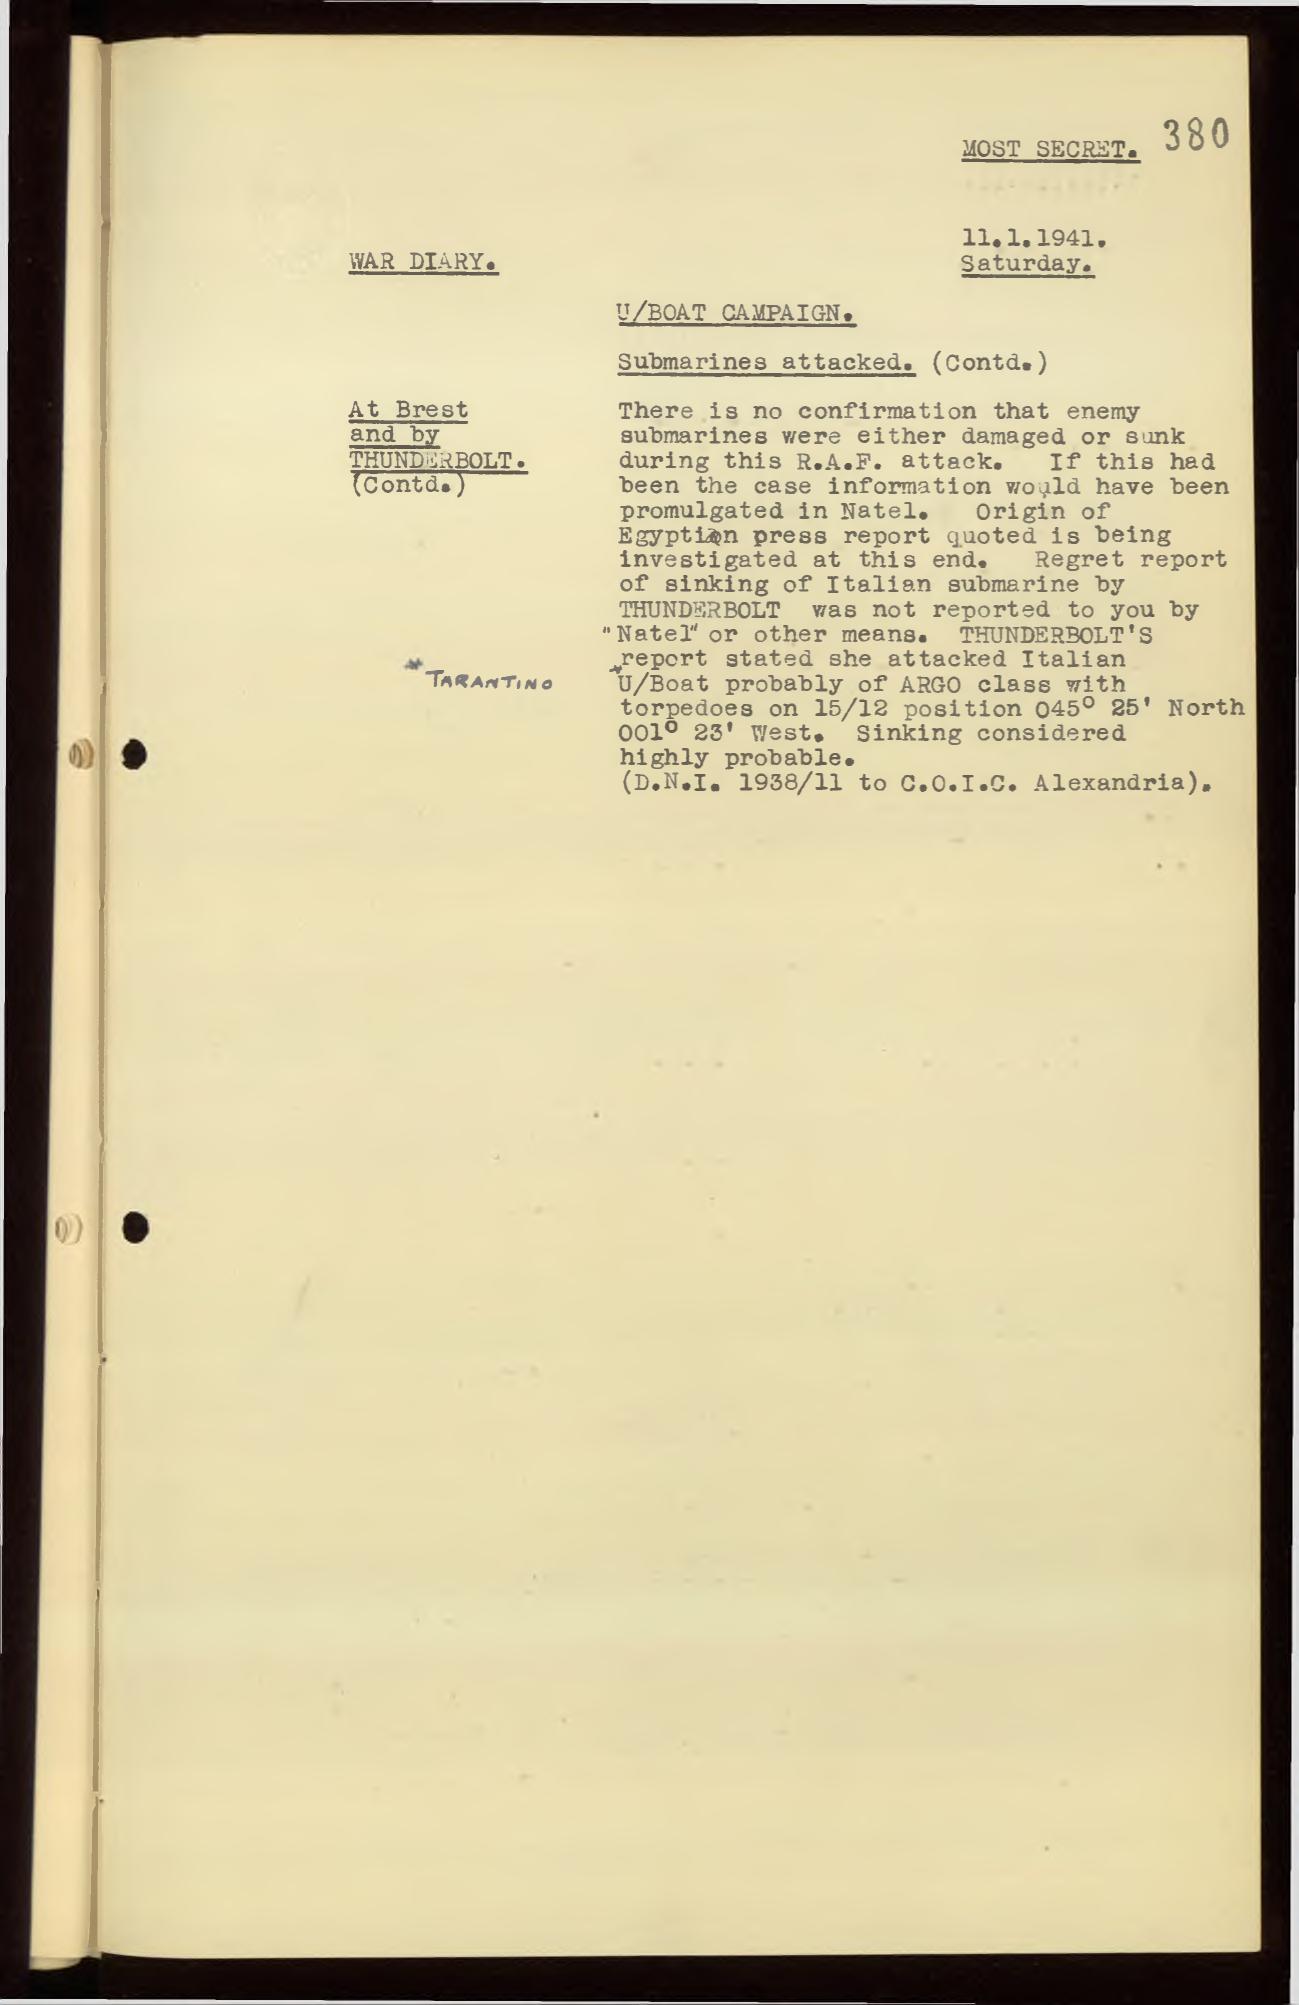 MOST SECRET. 380
11.1.1941.
WAR DIARY. Saturday.
U/BOAT CAMPAIGN.
Submarines attacked. (Contd.)
At Brest
and by
THUNDERBOLT.
(Contd.)
There is no confirmation that enemy
submarines were either damaged or sunk
during this R.A.F. attack. If this had
been the case information would have been
promulgated in Natel. Origin of
Egyptian press report quoted is being
investigated at this end. Regret report
of sinking of Italian submarine by
THUNDERBOLT was not reported to you by
"Natel" or other means. THUNDERBOLT'S
report stated she attacked Italian
*U/Boat probably of ARGO class with
torpedoes on 15/12 position 045° 25' North
001° 23' West. Sinking considered
highly probable.
(D.N.I. 1938/11 to C.O.I.C. Alexandria).
* TARANTINO